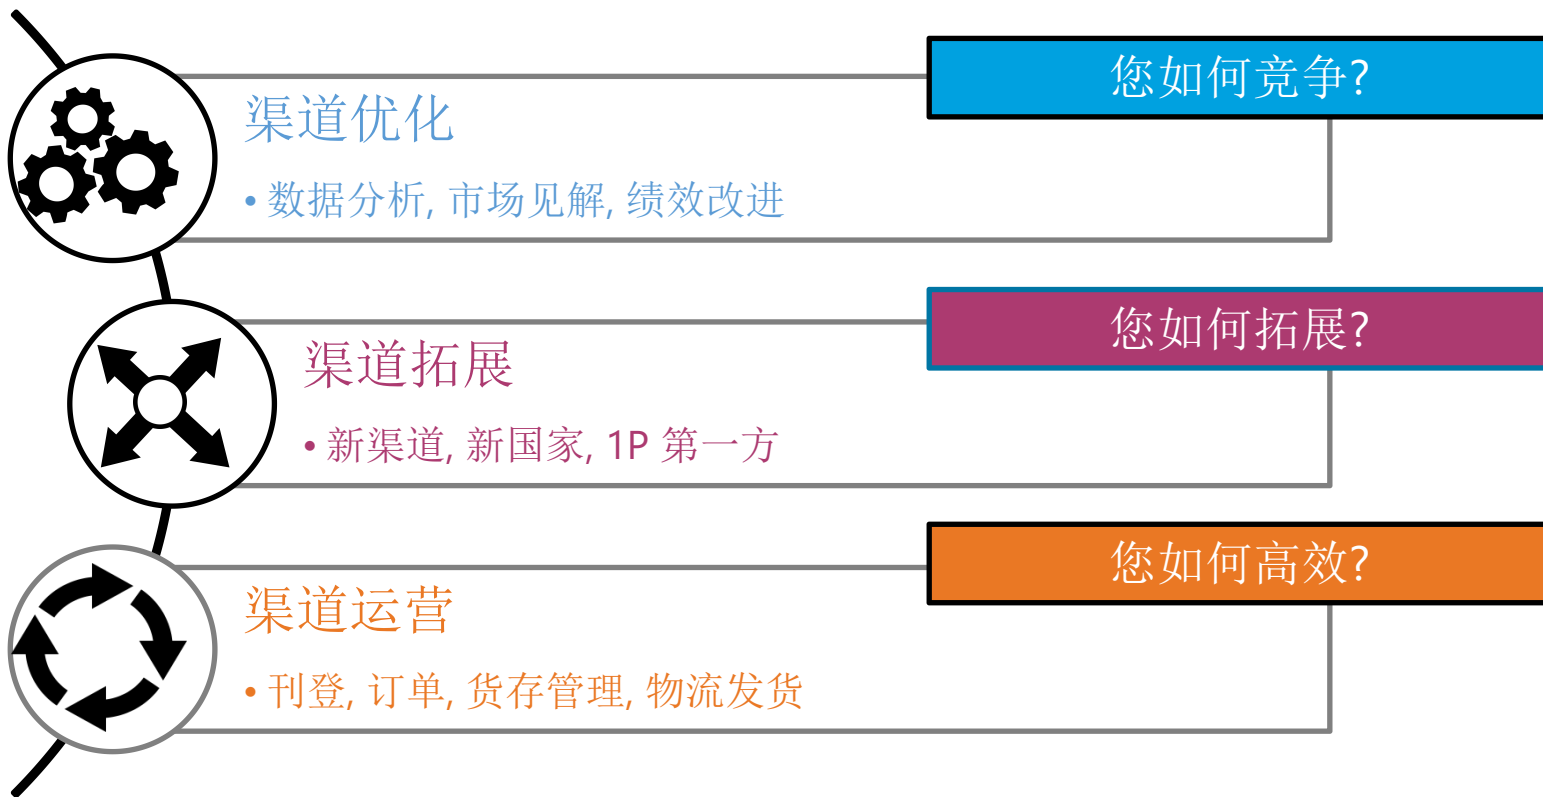 您如何竞争?
渠道优化
• 数据分析, 市场见解, 绩效改进
您如何拓展?
渠道拓展
• 新渠道, 新国家, 1P 第一方
您如何高效?
渠道运营
• 刊登, 订单, 货存管理, 物流发货